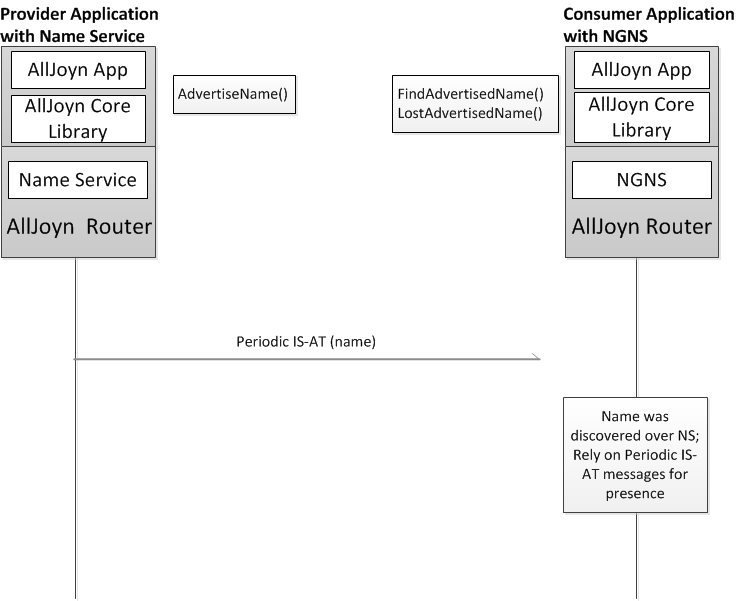 Provider Application
with Name Service
AllJoyn App
AllJoyn Core
Library
Name Service
AllJoyn Router
AdvertiseName()
FindAdvertisedName()
LostAdvertisedName()
Consumer Application
with NGNS
AllJoyn App
AllJoyn Core
Library
NGNS
AllJoyn Router
Periodic IS-AT (name)
Name was
discovered over NS;
Rely on Periodic IS-
AT messages for
presence